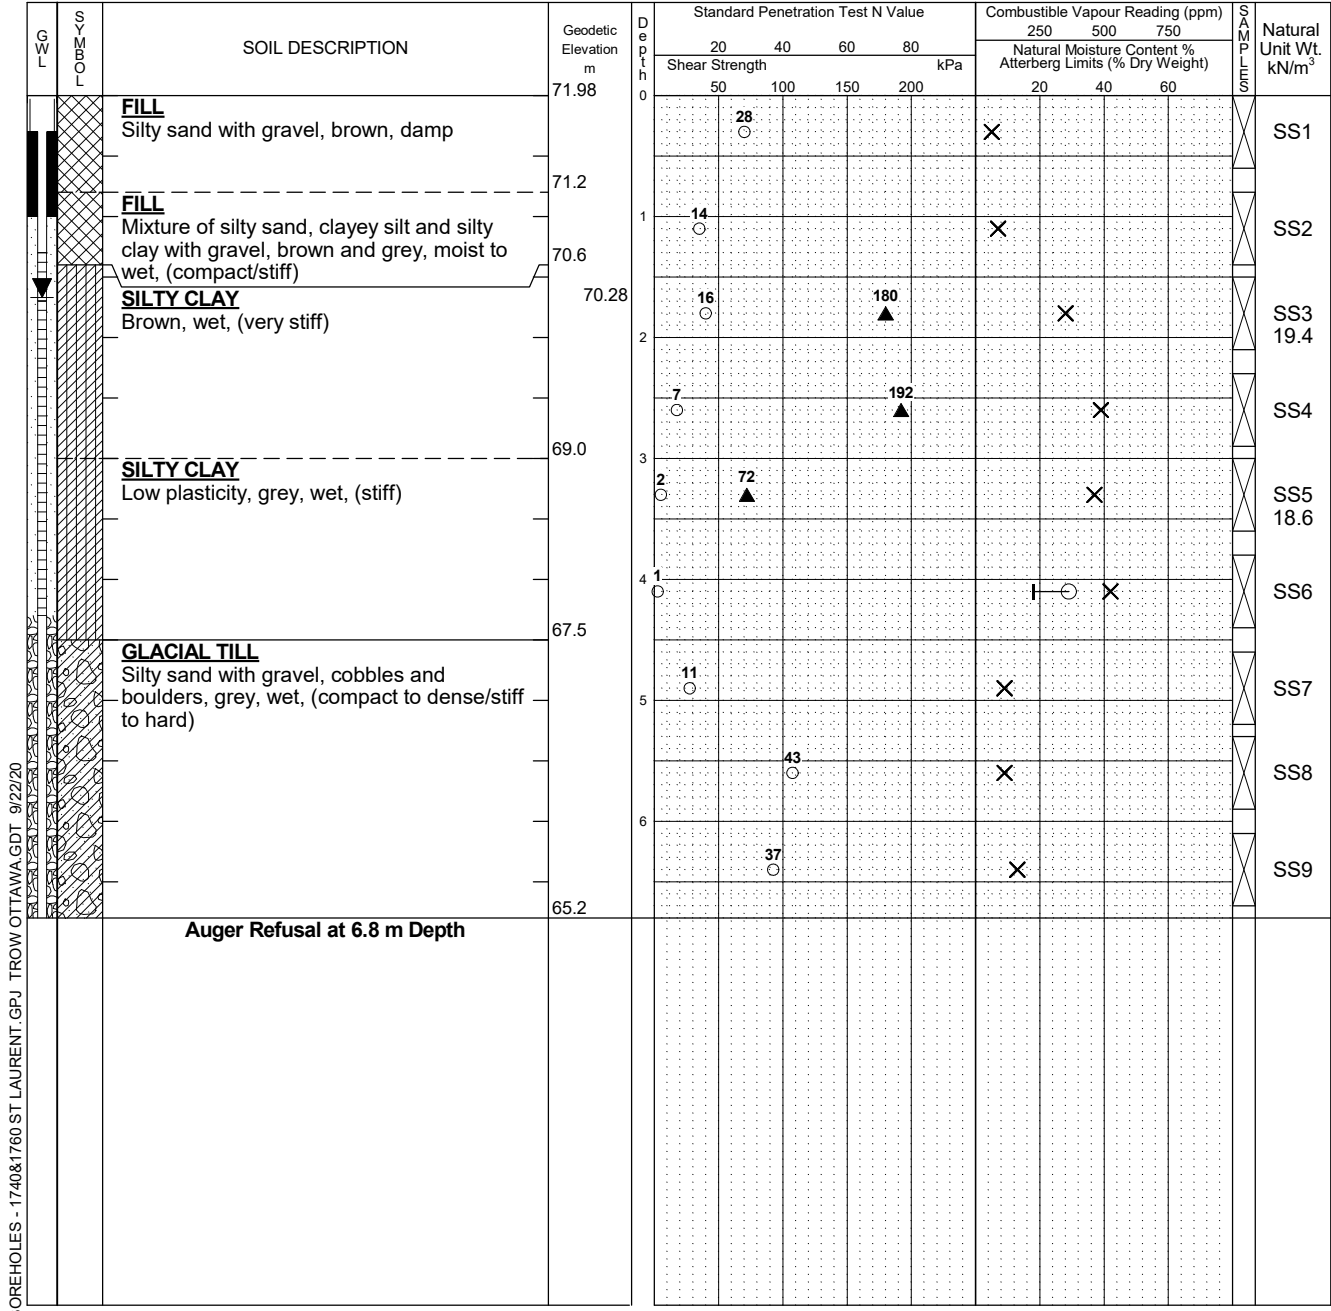 GWL
SYMBOL
SOIL DESCRIPTION
Geodetic
Elevation
m
71.98
Depth
0
Standard Penetration Test N Value
20 40 60 80
Shear Strength kPa
50 100 150 200
Combustible Vapour Reading (ppm)
250 500 750
Natural Moisture Content %
Atterberg Limits (% Dry Weight)
20 40 60
SAMPLES
Natural
Unit Wt.
kN/m³
FILL
Silty sand with gravel, brown, damp
28
SS1
71.2
FILL
Mixture of silty sand, clayey silt and silty
clay with gravel, brown and grey, moist to
wet, (compact/stiff)
1
14
SS2
70.6
SILTY CLAY
Brown, wet, (very stiff)
70.28
16
180
SS3
19.4
2
7
192
SS4
69.0
3
SILTY CLAY
Low plasticity, grey, wet, (stiff)
2
72
SS5
18.6
4
1
SS6
67.5
GLACIAL TILL
Silty sand with gravel, cobbles and
boulders, grey, wet, (compact to dense/stiff
to hard)
11
SS7
5
43
SS8
6
37
SS9
65.2
Auger Refusal at 6.8 m Depth
OREHOLES - 1740&1760 ST LAURENT.GPJ TROW OTTAWA.GDT 9/22/20